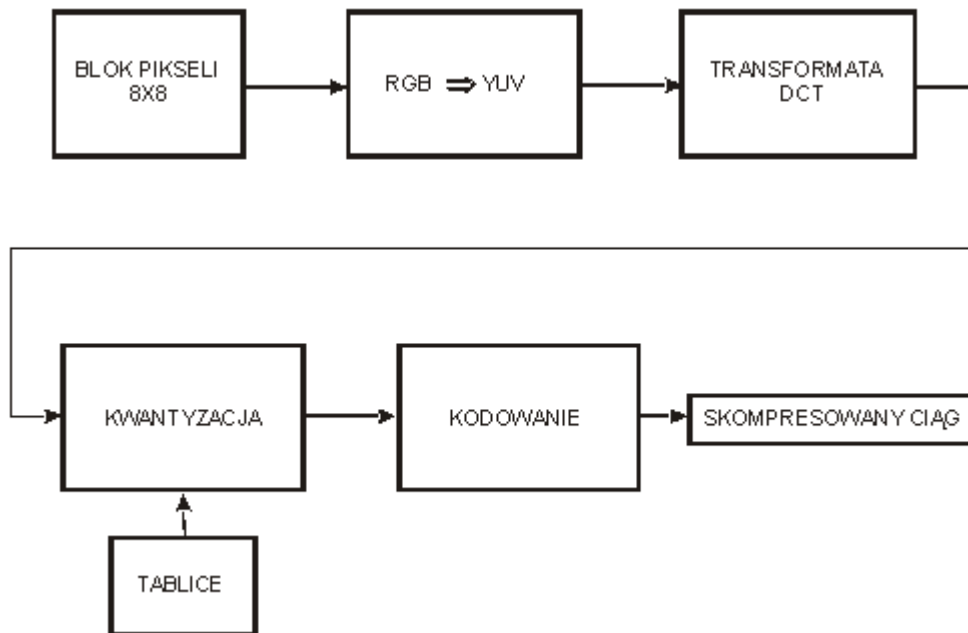 BLOK PIKSELI
8X8
RGB ⇒ YUV
TRANSFORMATA
DCT
KWANTYZACJA
KODOWANIE
SKOMPRESOWANY CIĄG
TABLICE